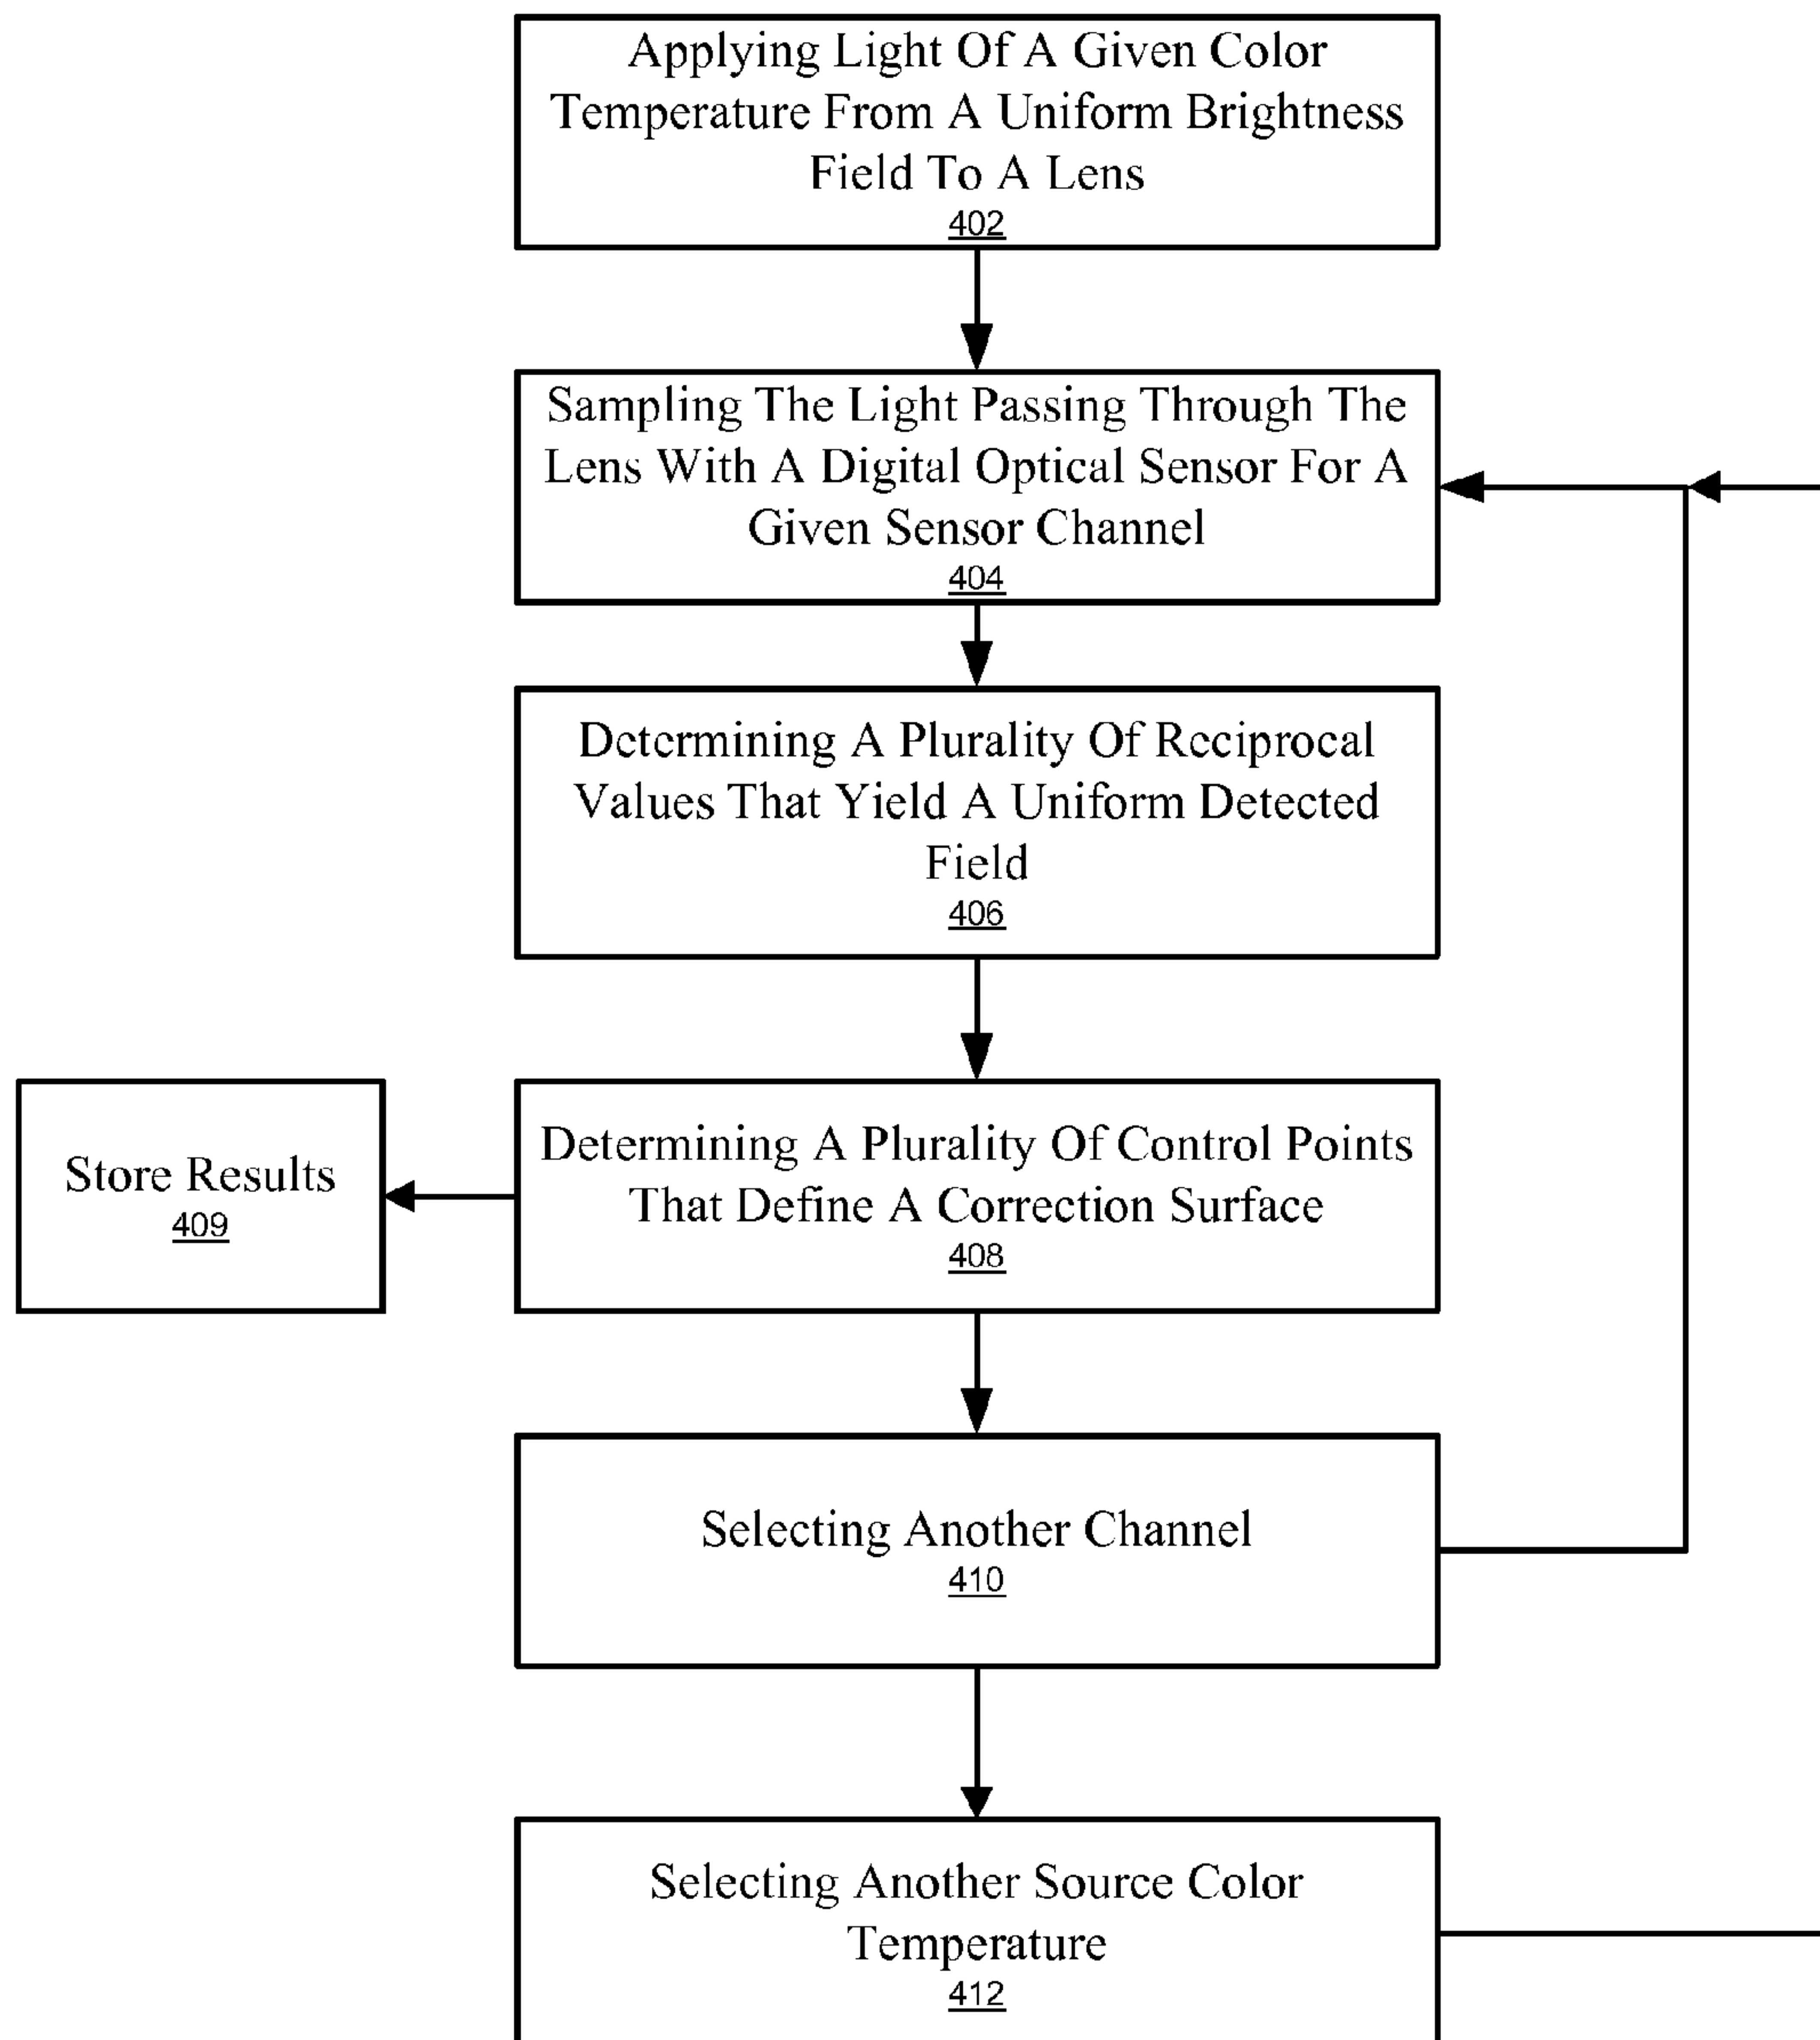 Applying Light Of A Given Color
Temperature From A Uniform Brightness
Field To A Lens
402
Sampling The Light Passing Through The
Lens With A Digital Optical Sensor For A
Given Sensor Channel
404
Determining A Plurality Of Reciprocal
Values That Yield A Uniform Detected
Field
406
Determining A Plurality Of Control Points
That Define A Correction Surface
408
Store Results
409
Selecting Another Channel
410
Selecting Another Source Color
Temperature
412